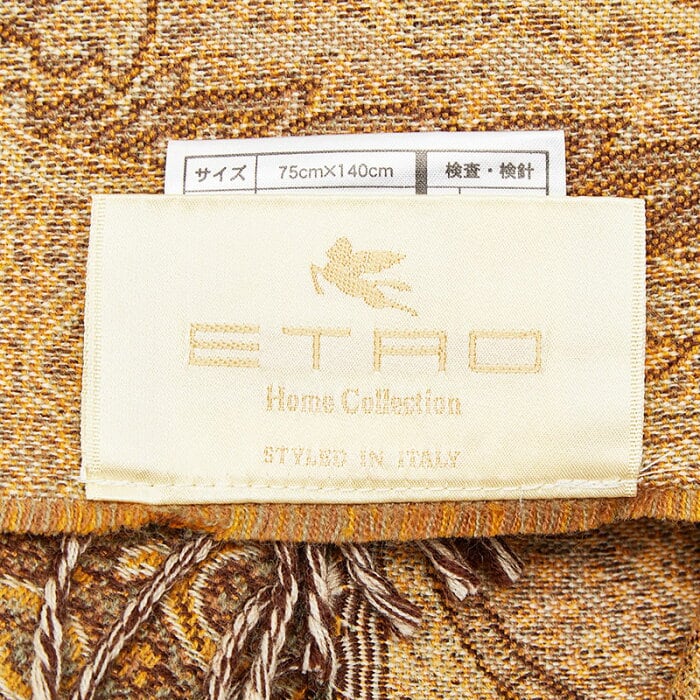 サイズ 75cm×140cm 検査・検針
ETRO
Home Collection
STYLED IN ITALY